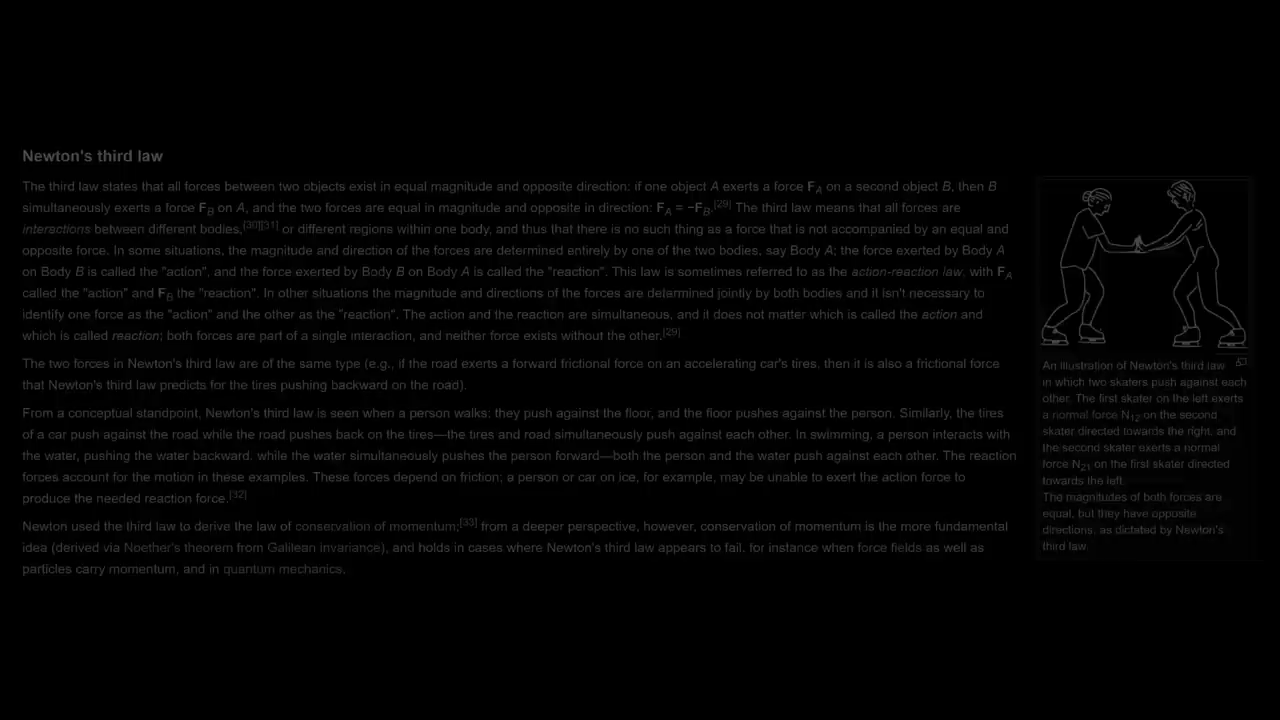 Newton's third law
The third law states that all forces between two objects exist in equal magnitude and opposite direction: if one object A exerts a force FA on a second object B, then B
simultaneously exerts a force FB on A, and the two forces are equal in magnitude and opposite in direction: FA = −FB.[29] The third law means that all forces are
interactions between different bodies,[30][31] or different regions within one body, and thus that there is no such thing as a force that is not accompanied by an equal and
opposite force. In some situations, the magnitude and direction of the forces are determined entirely by one of the two bodies, say Body A; the force exerted by Body A
on Body B is called the "action", and the force exerted by Body B on Body A is called the "reaction". This law is sometimes referred to as the action-reaction law, with FA
called the "action" and FB the "reaction". In other situations the magnitude and directions of the forces are determined jointly by both bodies and it isn't necessary to
identify one force as the "action" and the other as the "reaction". The action and the reaction are simultaneous, and it does not matter which is called the action and
which is called reaction; both forces are part of a single interaction, and neither force exists without the other.[29]
The two forces in Newton's third law are of the same type (e.g., if the road exerts a forward frictional force on an accelerating car's tires, then it is also a frictional force
that Newton's third law predicts for the tires pushing backward on the road).
From a conceptual standpoint, Newton's third law is seen when a person walks: they push against the floor, and the floor pushes against the person. Similarly, the tires
of a car push against the road while the road pushes back on the tires—the tires and road simultaneously push against each other. In swimming, a person interacts with
the water, pushing the water backward, while the water simultaneously pushes the person forward—both the person and the water push against each other. The reaction
forces account for the motion in these examples. These forces depend on friction; a person or car on ice, for example, may be unable to exert the action force to
produce the needed reaction force.[32]
Newton used the third law to derive the law of conservation of momentum;[33] from a deeper perspective, however, conservation of momentum is the more fundamental
idea (derived via Noether's theorem from Galilean invariance), and holds in cases where Newton's third law appears to fail, for instance when force fields as well as
particles carry momentum, and in quantum mechanics.
An illustration of Newton's third law
in which two skaters push against each
other. The first skater on the left exerts
a normal force N12 on the second
skater directed towards the right, and
the second skater exerts a normal
force N21 on the first skater directed
towards the left.
The magnitudes of both forces are
equal, but they have opposite
directions, as dictated by Newton's
third law.